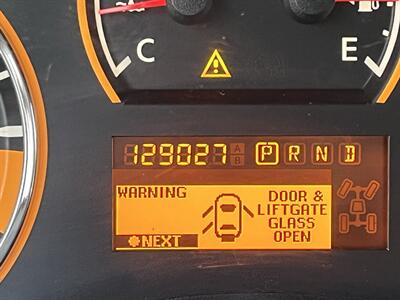 C
E
129027 A B P R N D
WARNING
DOOR &
LIFTGATE
GLASS
OPEN
NEXT